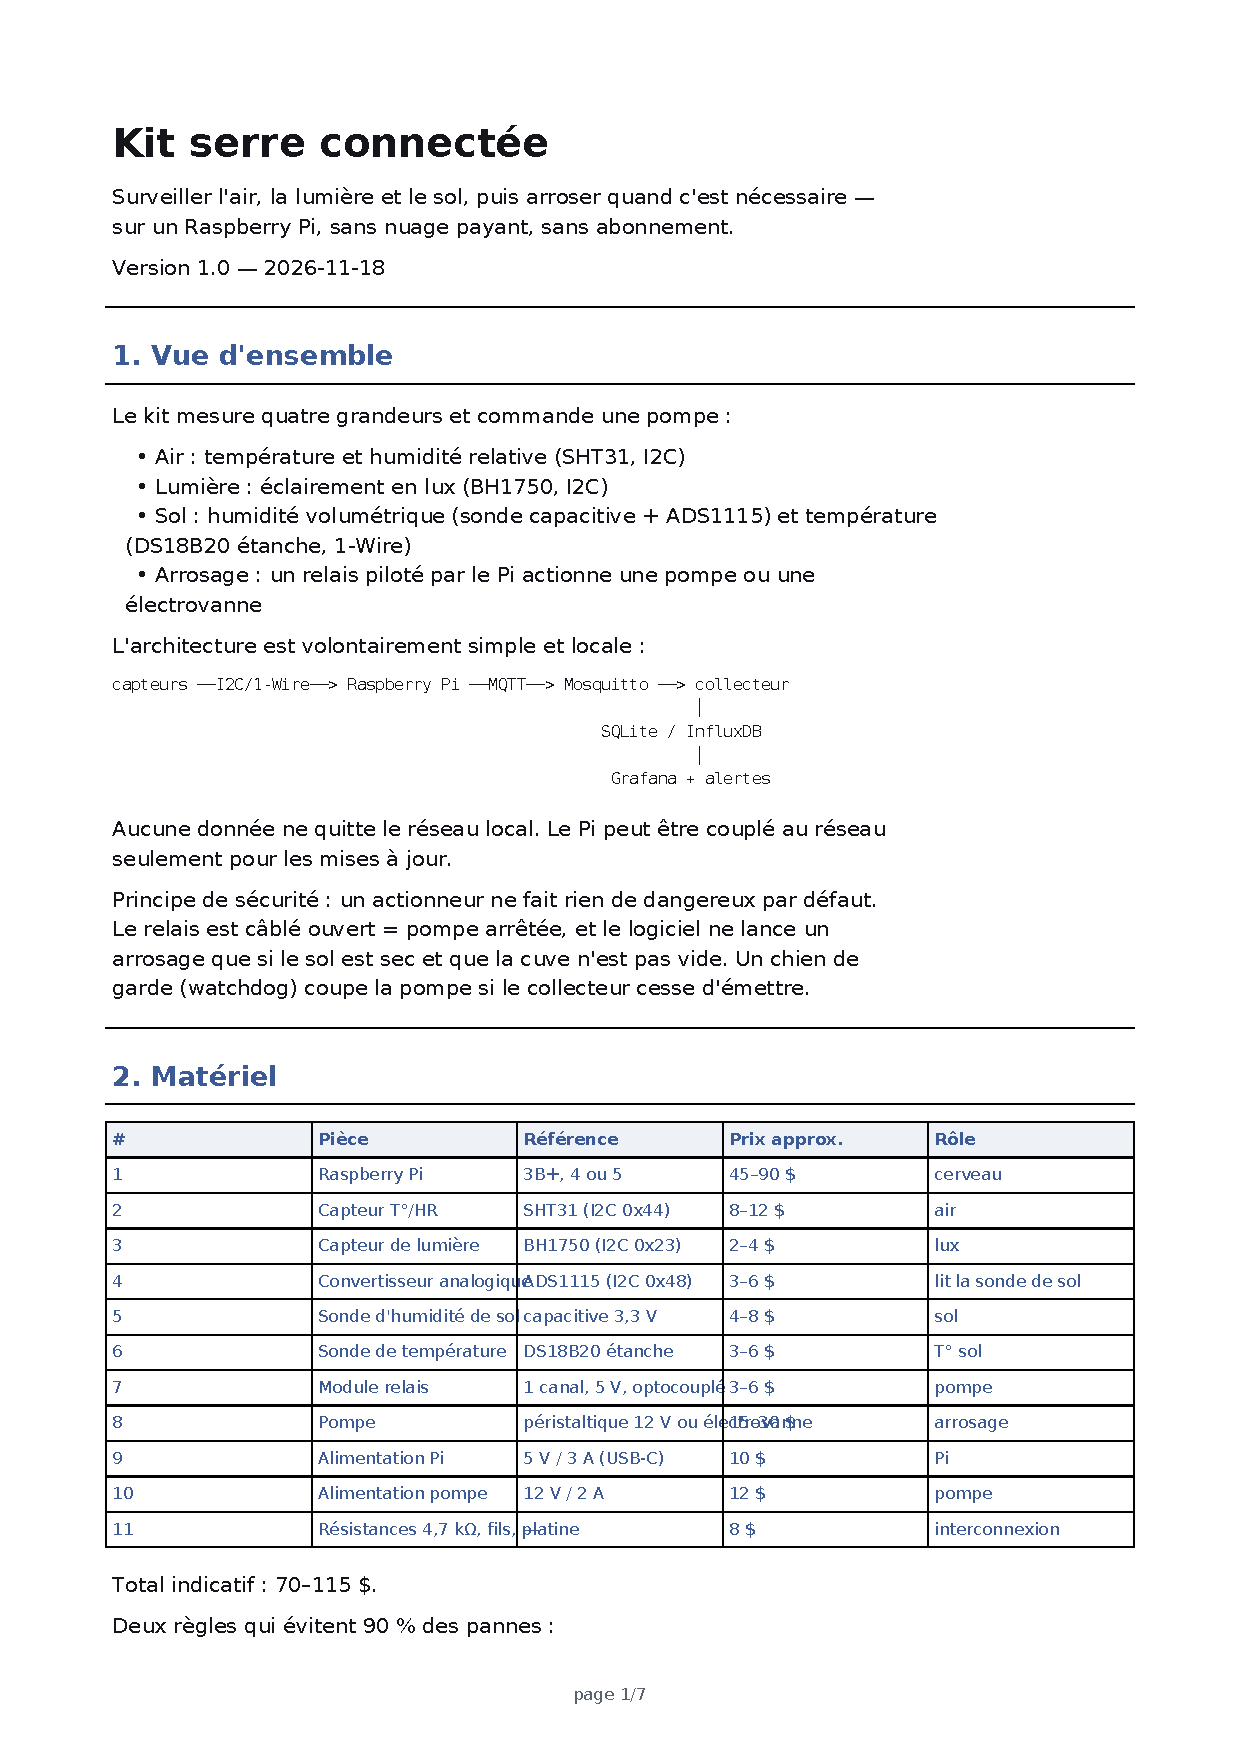 Kit serre connectée
Surveiller l'air, la lumière et le sol, puis arroser quand c'est nécessaire —
sur un Raspberry Pi, sans nuage payant, sans abonnement.
Version 1.0 — 2026-11-18
1. Vue d'ensemble
Le kit mesure quatre grandeurs et commande une pompe :
• Air : température et humidité relative (SHT31, I2C)
• Lumière : éclairement en lux (BH1750, I2C)
• Sol : humidité volumétrique (sonde capacitive + ADS1115) et température
(DS18B20 étanche, 1-Wire)
• Arrosage : un relais piloté par le Pi actionne une pompe ou une
électrovanne
L'architecture est volontairement simple et locale :
capteurs ──I2C/1-Wire──> Raspberry Pi ──MQTT──> Mosquitto ──> collecteur
│
SQLite / InfluxDB
│
Grafana + alertes
Aucune donnée ne quitte le réseau local. Le Pi peut être couplé au réseau
seulement pour les mises à jour.
Principe de sécurité : un actionneur ne fait rien de dangereux par défaut.
Le relais est câblé ouvert = pompe arrêtée, et le logiciel ne lance un
arrosage que si le sol est sec et que la cuve n'est pas vide. Un chien de
garde (watchdog) coupe la pompe si le collecteur cesse d'émettre.
2. Matériel
# Pièce Référence Prix approx. Rôle
1 Raspberry Pi 3B+, 4 ou 5 45–90 $ cerveau
2 Capteur T°/HR SHT31 (I2C 0x44) 8–12 $ air
3 Capteur de lumière BH1750 (I2C 0x23) 2–4 $ lux
4 Convertisseur analogique ADS1115 (I2C 0x48) 3–6 $ lit la sonde de sol
5 Sonde d'humidité de sol capacitive 3,3 V 4–8 $ sol
6 Sonde de température DS18B20 étanche 3–6 $ T° sol
7 Module relais 1 canal, 5 V, optocouplé 3–6 $ pompe
8 Pompe péristaltique 12 V ou électrovanne 15–30 $ arrosage
9 Alimentation Pi 5 V / 3 A (USB-C) 10 $ Pi
10 Alimentation pompe 12 V / 2 A 12 $ pompe
11 Résistances 4,7 kΩ, fils, platine — 8 $ interconnexion
Total indicatif : 70–115 $.
Deux règles qui évitent 90 % des pannes :
page 1/7